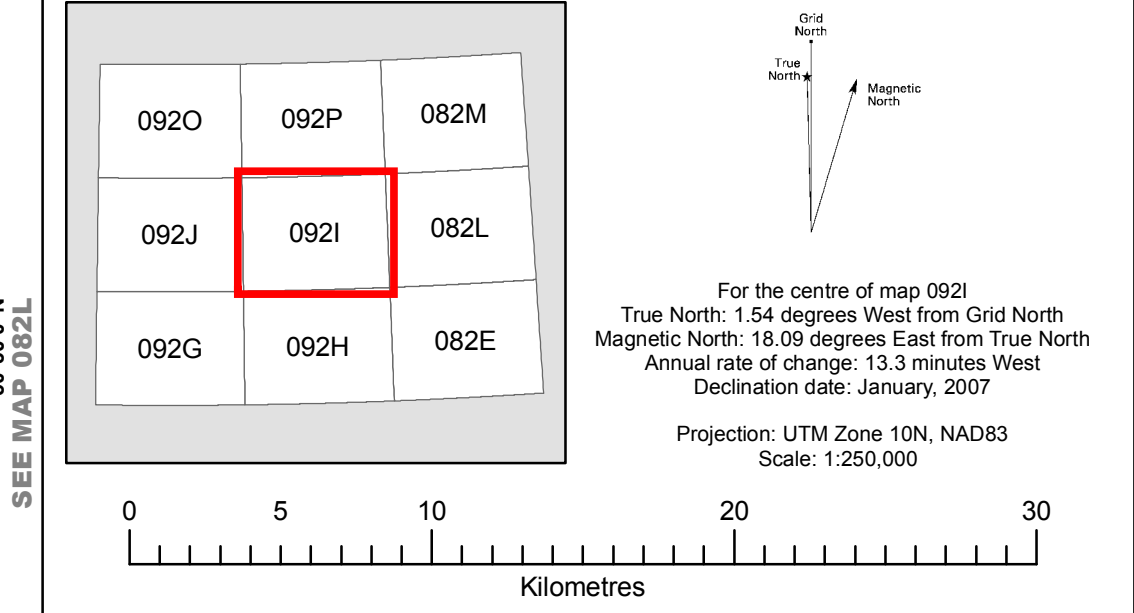 092O 092P 082M
092J 092I 082L
092G 092H 082E
SEE MAP 082L
Grid
North
True
North
Magnetic
North
For the centre of map 092I
True North: 1.54 degrees West from Grid North
Magnetic North: 18.09 degrees East from True North
Annual rate of change: 13.3 minutes West
Declination date: January, 2007
Projection: UTM Zone 10N, NAD83
Scale: 1:250,000
0 5 10 20 30
Kilometres